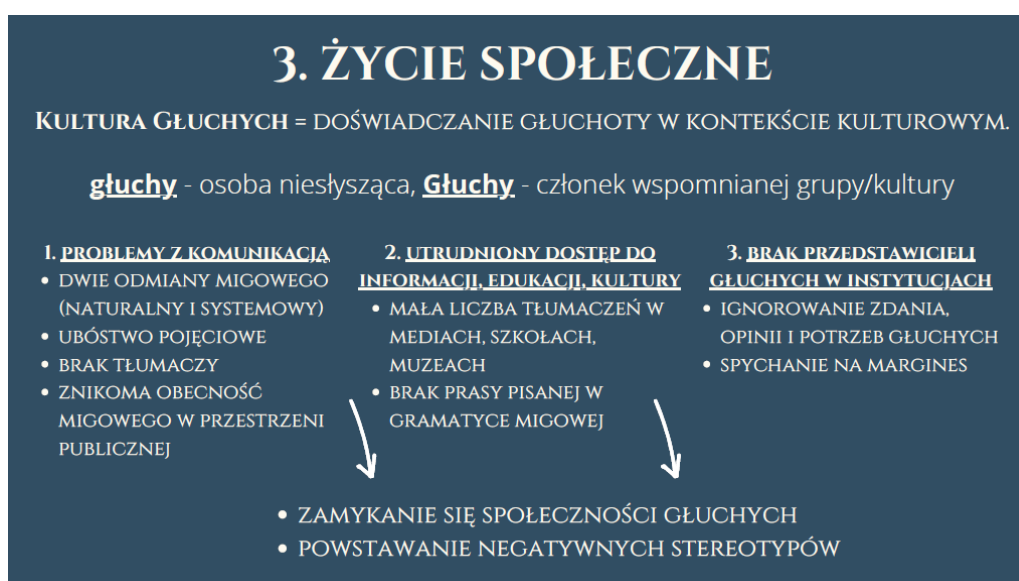 3. ŻYCIE SPOŁECZNE
KULTURA GŁUCHYCH = DOŚWIADCZANIE GŁUCHOTY W KONTEKŚCIE KULTUROWYM.
głuchy - osoba niesłysząca, Głuchy - członek wspomnianej grupy/kultury
1. PROBLEMY Z KOMUNIKACJĄ
• DWIE ODMIANY MIGOWEGO
(NATURALNY I SYSTEMOWY)
• UBÓSTWO POJĘCIOWE
• BRAK TŁUMACZY
• ZNIKOMA OBECNOŚĆ
MIGOWEGO W PRZESTRZENI
PUBLICZNEJ
2. UTRUDNIONY DOSTĘP DO
INFORMACJI, EDUKACJI, KULTURY
• MAŁA LICZBA TŁUMACZEŃ W
MEDIACH, SZKOŁACH,
MUZEACH
• BRAK PRASY PISANEJ W
GRAMATYCE MIGOWEJ
3. BRAK PRZEDSTAWICIELI
GŁUCHYCH W INSTYTUCJACH
• IGNOROWANIE ZDANIA,
OPINII I POTRZEB GŁUCHYCH
• SPYCHANIE NA MARGINES
• ZAMYKANIE SIĘ SPOŁECZNOŚCI GŁUCHYCH
• POWSTAWANIE NEGATYWNYCH STEREOTYPÓW